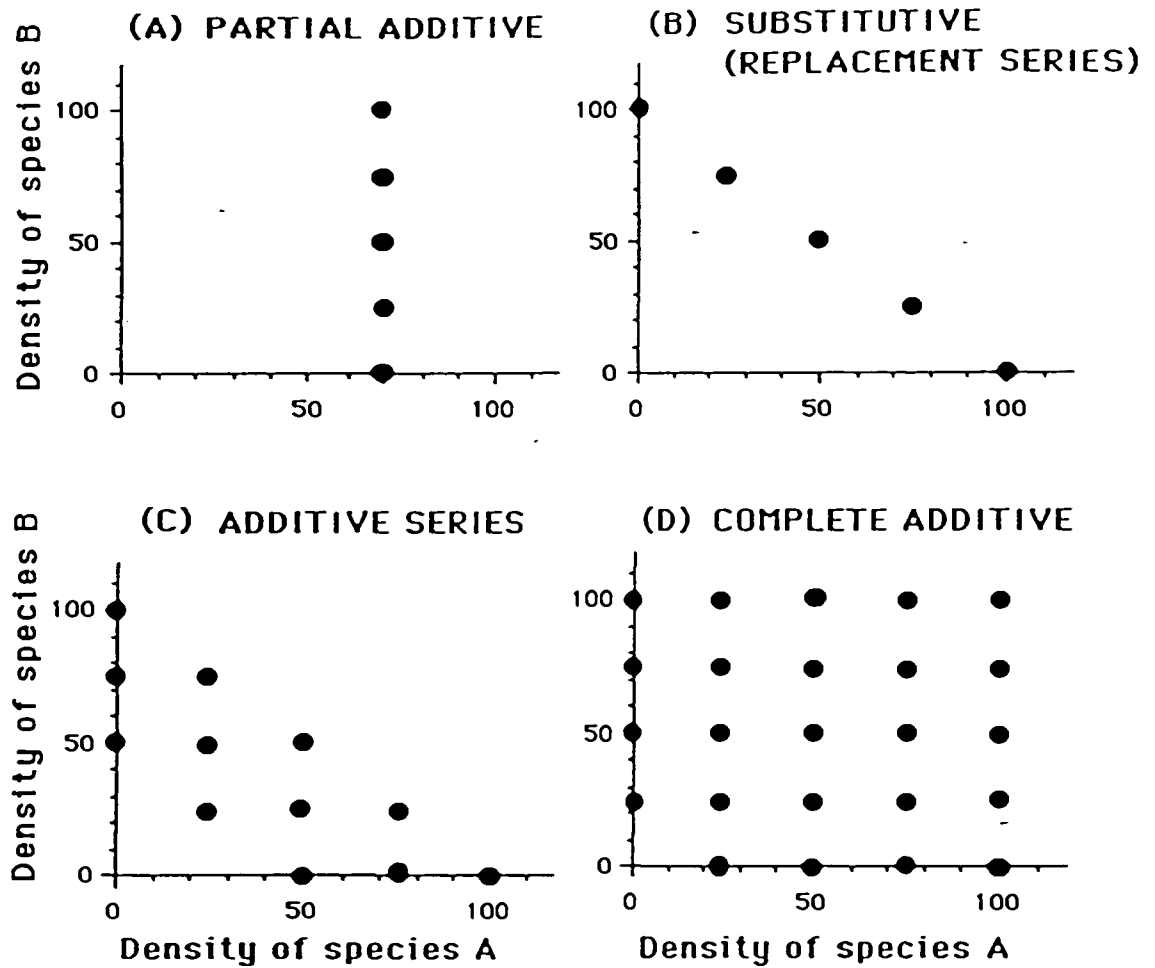 (A) PARTIAL ADDITIVE
Density of species B
100
50
0
0 50 100
(B) SUBSTITUTIVE
(REPLACEMENT SERIES)
100
50
0
0 50 100
(C) ADDITIVE SERIES
Density of species B
100
50
0
0 50 100
Density of species A
(D) COMPLETE ADDITIVE
100
50
0
0 50 100
Density of species A